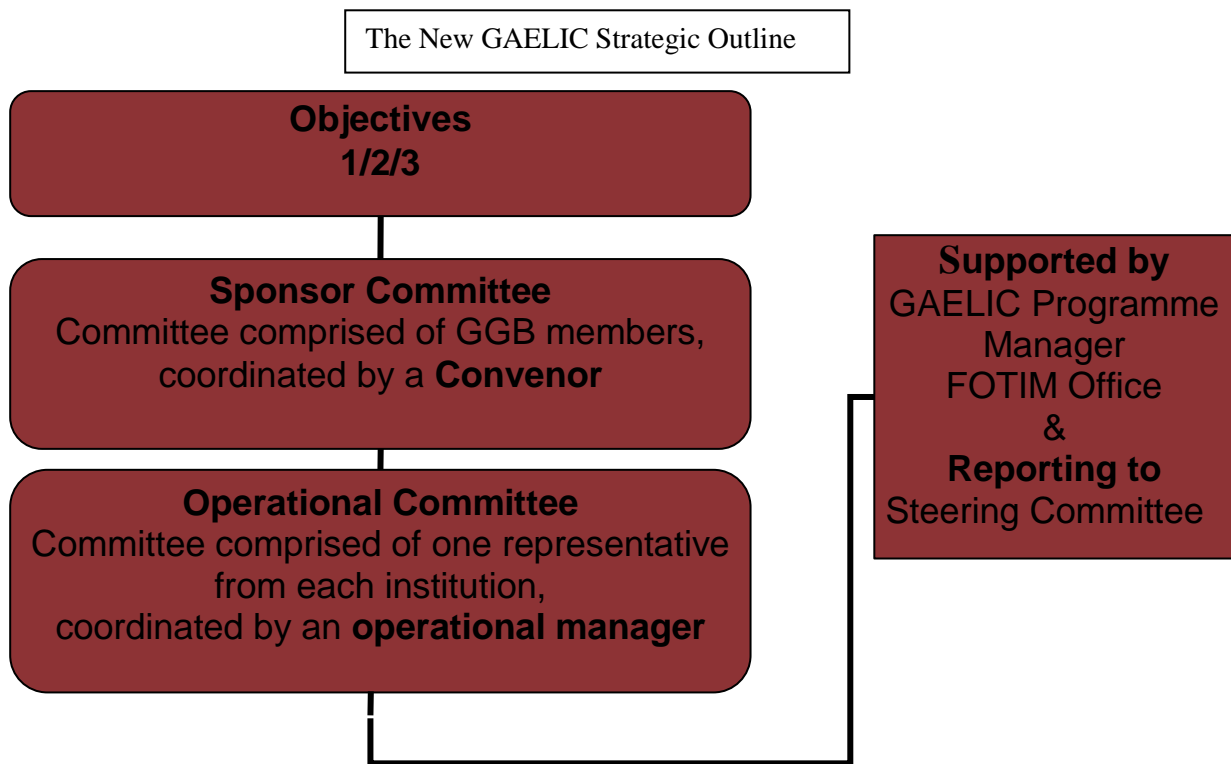 The New GAELIC Strategic Outline
Objectives
1/2/3
Sponsor Committee
Committee comprised of GGB members,
coordinated by a Convenor
Operational Committee
Committee comprised of one representative
from each institution,
coordinated by an operational manager
Supported by
GAELIC Programme
Manager
FOTIM Office
&
Reporting to
Steering Committee